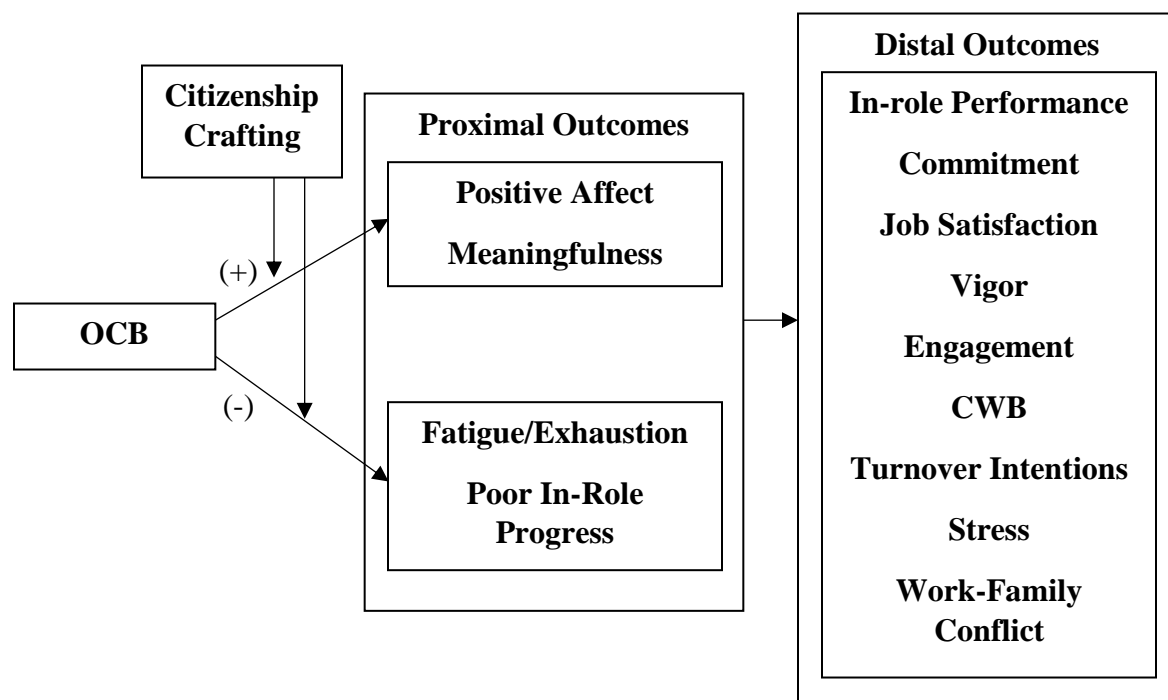 Citizenship
Crafting
(+)
OCB
(-)
Proximal Outcomes
Positive Affect
Meaningfulness
Fatigue/Exhaustion
Poor In-Role
Progress
Distal Outcomes
In-role Performance
Commitment
Job Satisfaction
Vigor
Engagement
CWB
Turnover Intentions
Stress
Work-Family
Conflict